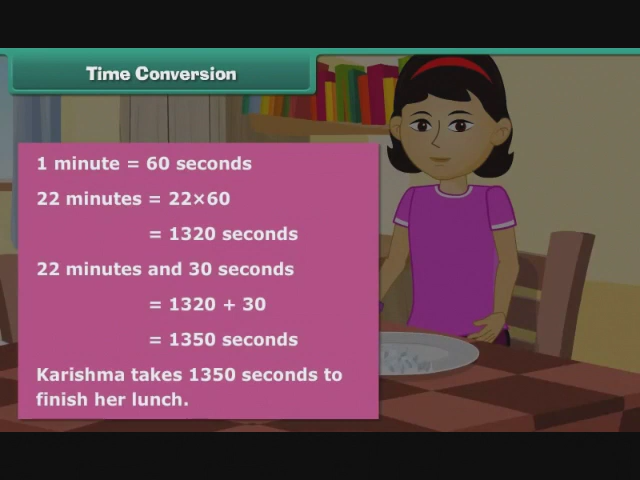 Time Conversion
1 minute = 60 seconds
22 minutes = 22×60
= 1320 seconds
22 minutes and 30 seconds
= 1320 + 30
= 1350 seconds
Karishma takes 1350 seconds to
finish her lunch.